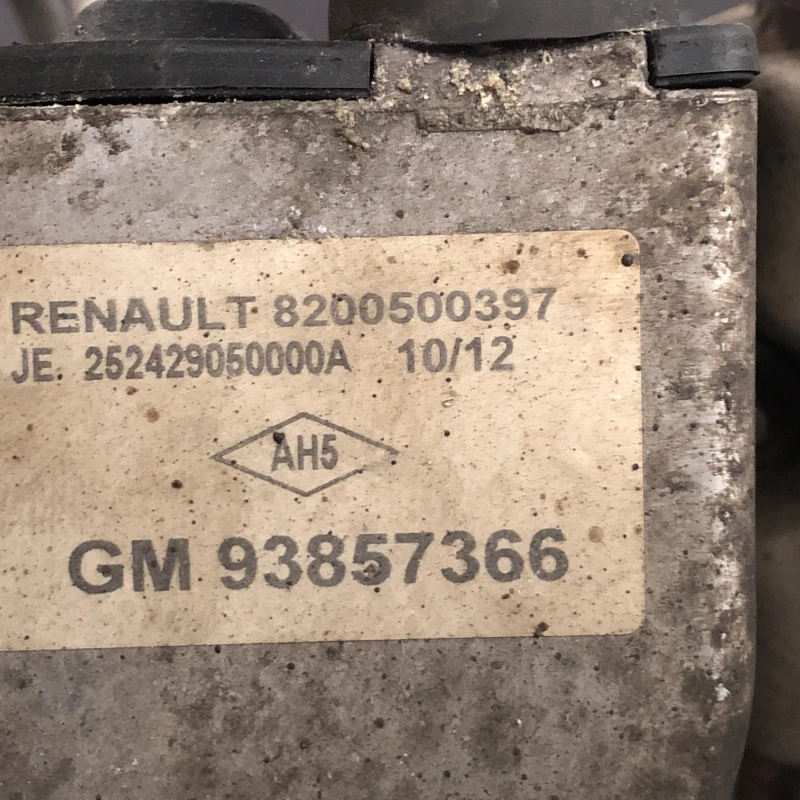 RENAULT 8200500397
JE. 252429050000A 10/12
AH5
GM 93857366